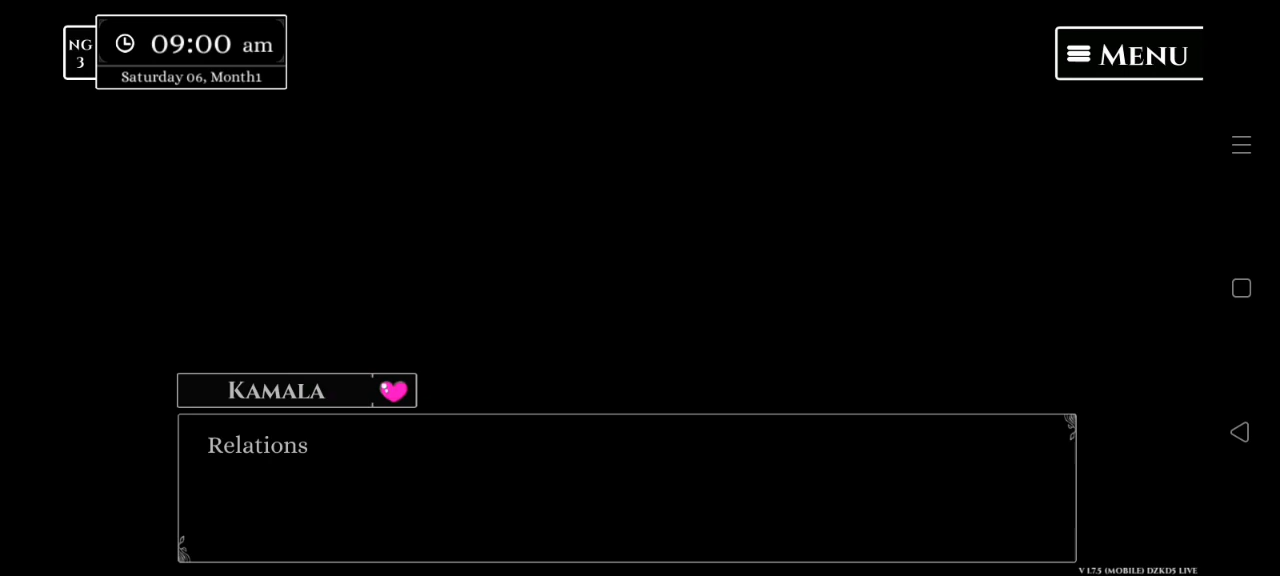 NG
3
09:00 am
Saturday 06, Month1
MENU
KAMALA
Relations
V 1.7.5 (MOBILE) DZKDS LIVE